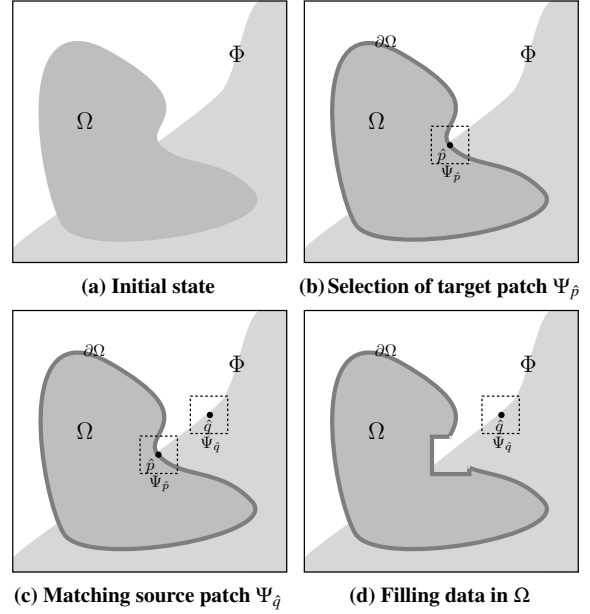 Φ
Ω
(a) Initial state
∂Ω
Φ
Ω
p̂
Ψp̂
(b) Selection of target patch Ψp̂
∂Ω
Φ
q̂
Ψq̂
Ω
p̂
Ψp̂
(c) Matching source patch Ψq̂
∂Ω
Φ
q̂
Ψq̂
Ω
(d) Filling data in Ω